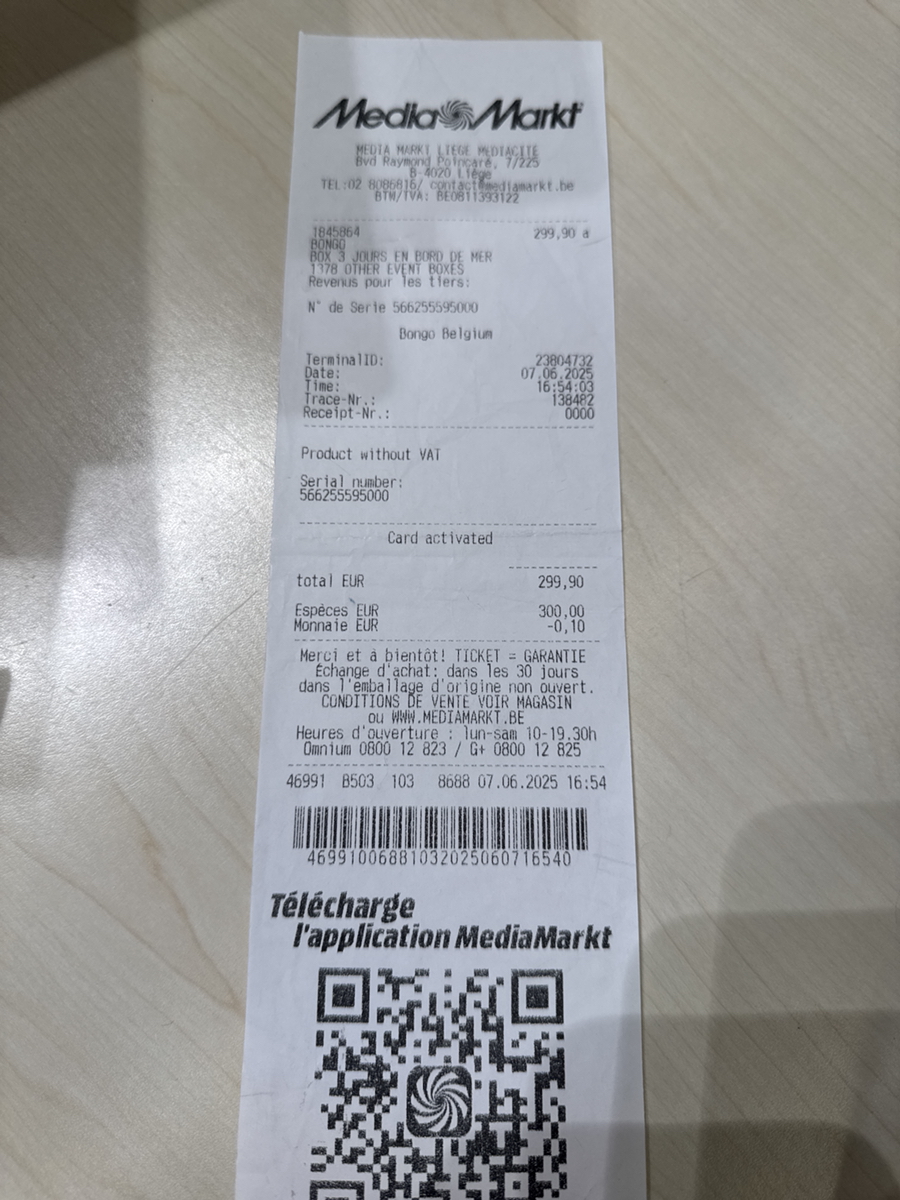 Media Markt
MEDIA MARKT LIEGE MEDIACITE
Bvd Raymond Poincaré, 7/225
B-4020 Liège
TEL:02 8086816/ contact@mediamarkt.be
BTW/TVA: BE0811393122
1845864 299,90 a
BONGO
BOX 3 JOURS EN BORD DE MER
1378 OTHER EVENT BOXES
Revenus pour les tiers:
N° de Serie 566255595000
Bongo Belgium
TerminalID: 23804732
Date: 07.06.2025
Time: 16:54:03
Trace-Nr.: 138482
Receipt-Nr.: 0000
Product without VAT
Serial number:
566255595000
Card activated
total EUR 299,90
Espèces EUR 300,00
Monnaie EUR -0,10
Merci et à bientôt! TICKET = GARANTIE
Échange d'achat: dans les 30 jours
dans l'emballage d'origine non ouvert.
CONDITIONS DE VENTE VOIR MAGASIN
ou WWW.MEDIAMARKT.BE
Heures d'ouverture : lun-sam 10-19.30h
Omnium 0800 12 823 / G+ 0800 12 825
46991 B503 103 8688 07.06.2025 16:54
4699100688103202506071654​0
Télécharge
l'application MediaMarkt